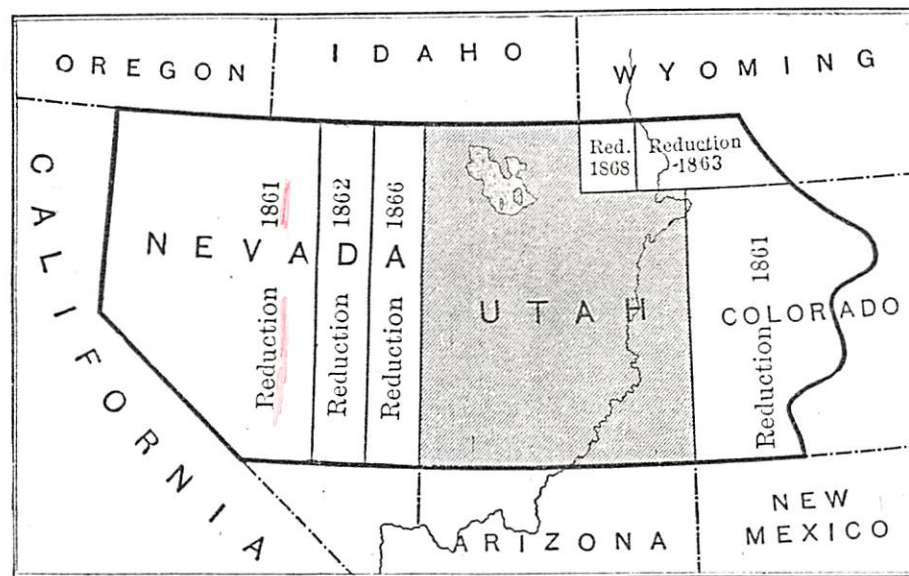 OREGON
IDAHO
WYOMING
CALIFORNIA
NEVADA
UTAH
COLORADO
ARIZONA
NEW
MEXICO
Reduction 1861
Reduction 1862
Reduction 1866
Red.
1868
Reduction
1863
Reduction 1861